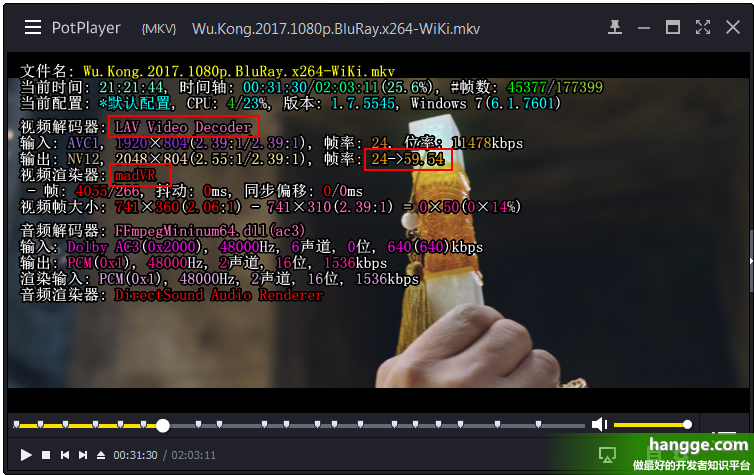 PotPlayer {MKV} Wu.Kong.2017.1080p.BluRay.x264-WiKi.mkv
文件名: Wu.Kong.2017.1080p.BluRay.x264-WiKi.mkv
当前时间: 21:21:44, 时间轴: 00:31:30/02:03:11(25.6%), #帧数: 45377/177399
当前配置: *默认配置, CPU: 4/23%, 版本: 1.7.5545, Windows 7(6.1.7601)
视频解码器: LAV Video Decoder
输入: AVC1, 1920×804(2.39:1/2.39:1), 帧率: 24, 位率: 11478kbps
输出: NV12, 2048×804(2.55:1/2.39:1), 帧率: 24->59.54
视频渲染器: madVR
- 帧: 4055/266, 抖动: 0ms, 同步偏移: 0/0ms
视频帧大小: 741×360(2.06:1) - 741×310(2.39:1) = 0×50(0×14%)
音频解码器: FFmpegMininum64.dll(ac3)
输入: Dolby AC3(0x2000), 48000Hz, 6声道, 0位, 640(640)kbps
输出: PCM(0x1), 48000Hz, 2声道, 16位, 1536kbps
渲染输入: PCM(0x1), 48000Hz, 2声道, 16位, 1536kbps
音频渲染器: DirectSound Audio Renderer
00:31:30 / 02:03:11
hangge.com
做最好的开发者知识平台